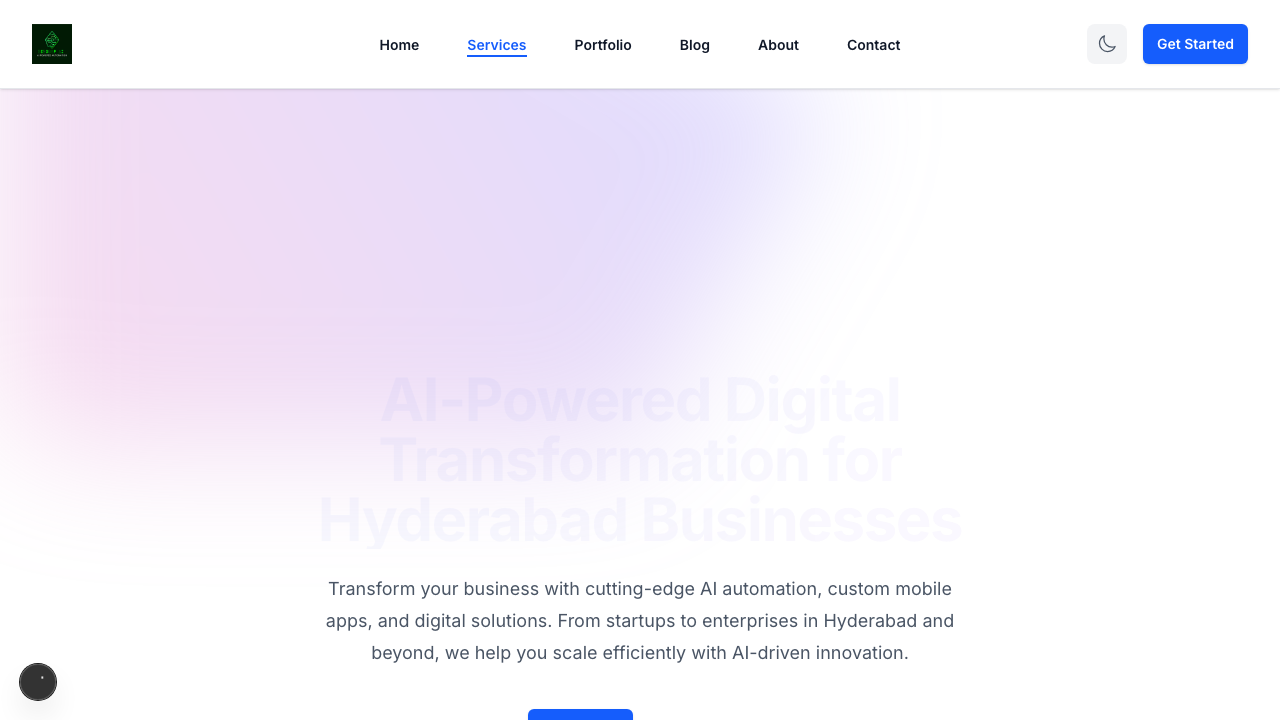 Home
Services
Portfolio
Blog
About
Contact
Get Started
AI-Powered Digital
Transformation for
Hyderabad Businesses
Transform your business with cutting-edge AI automation, custom mobile
apps, and digital solutions. From startups to enterprises in Hyderabad and
beyond, we help you scale efficiently with AI-driven innovation.